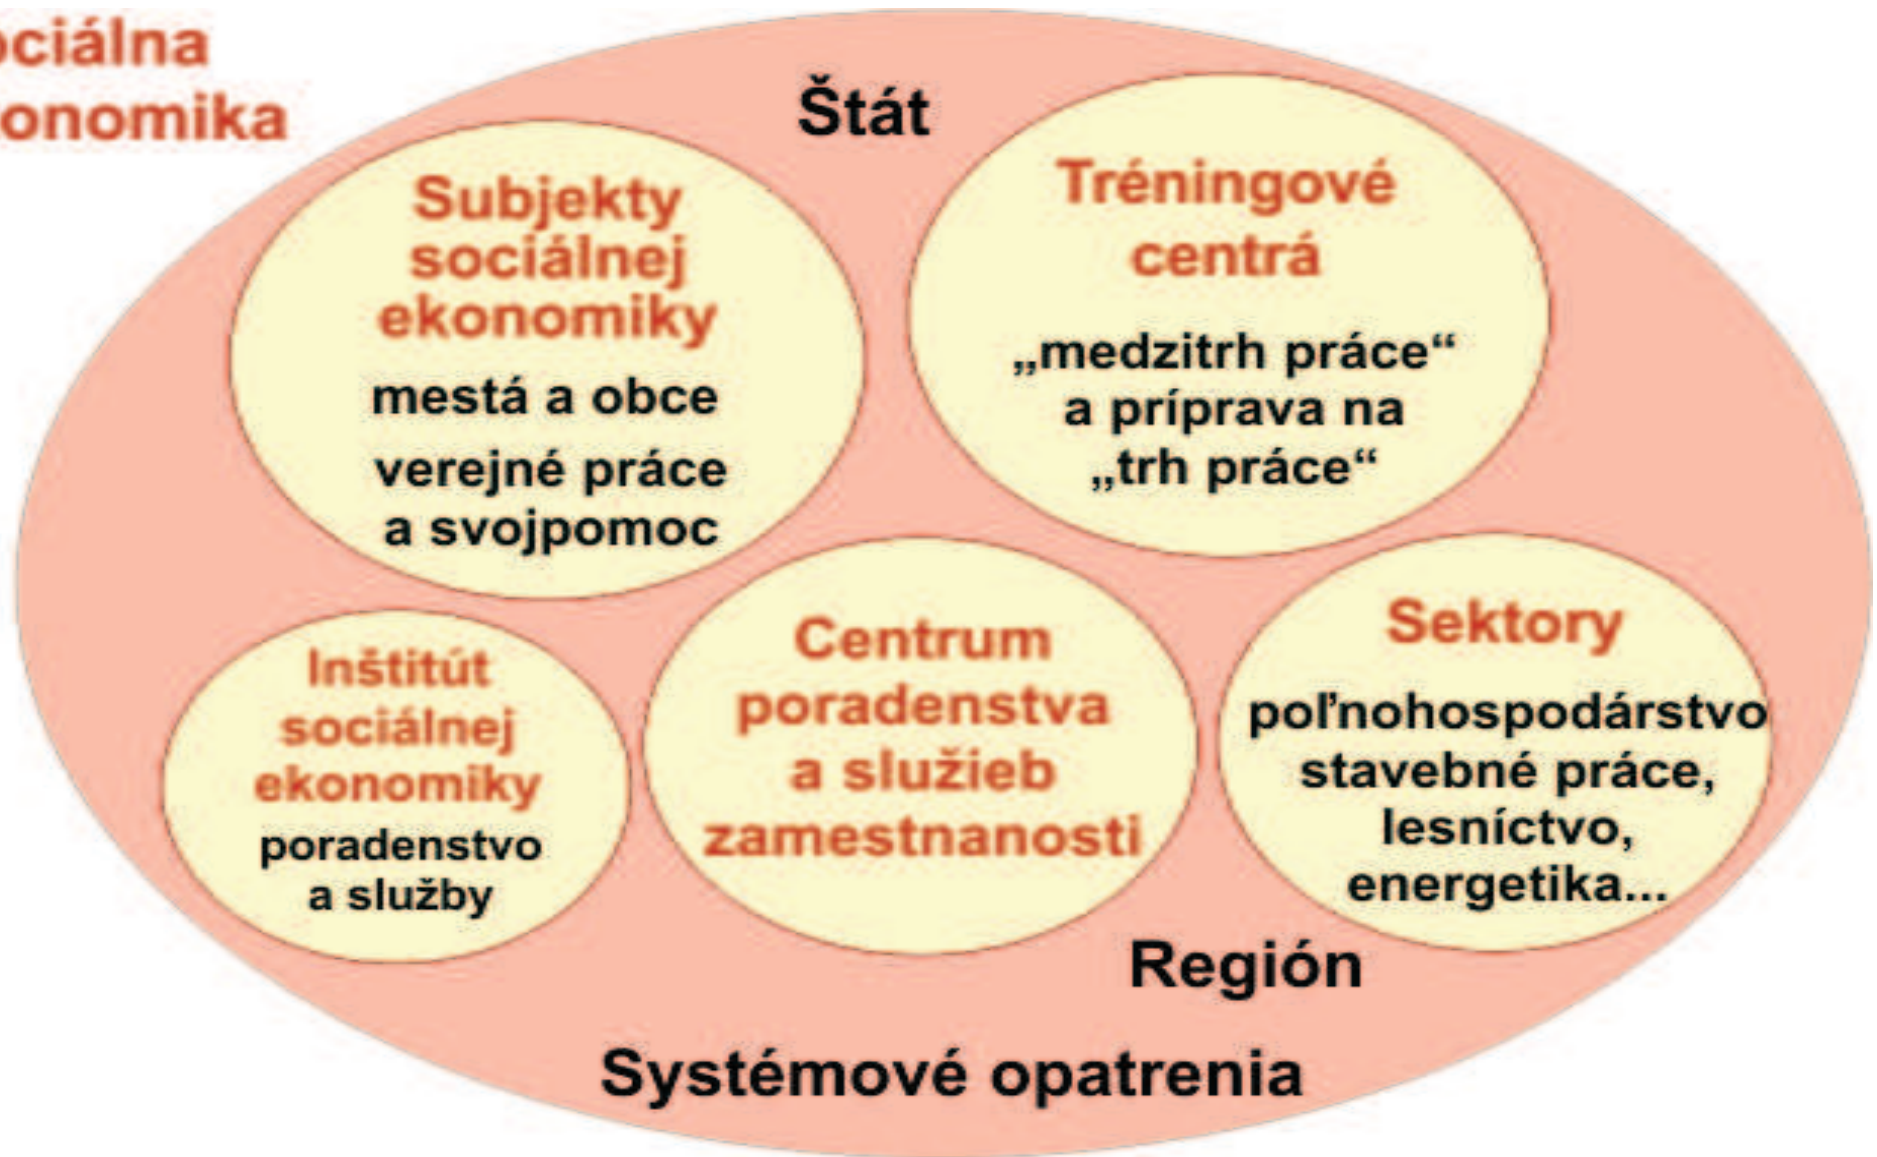 ociálna
onomika
Štát
Subjekty
sociálnej
ekonomiky
mestá a obce
verejné práce
a svojpomoc
Tréningové
centrá
„medzitrh práce“
a príprava na
„trh práce“
Inštitút
sociálnej
ekonomiky
poradenstvo
a služby
Centrum
poradenstva
a služieb
zamestnanosti
Sektory
poľnohospodárstvo
stavebné práce,
lesníctvo,
energetika...
Región
Systémové opatrenia